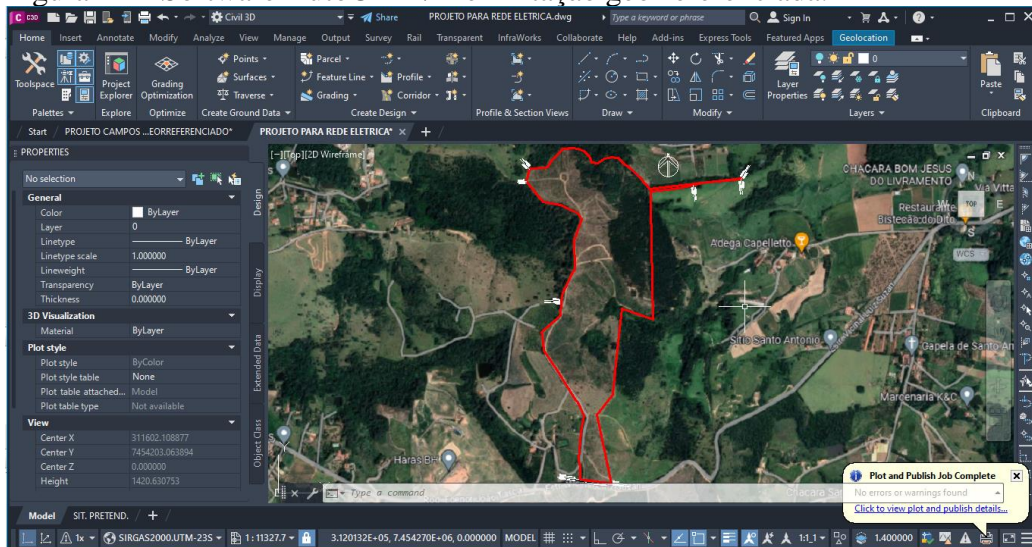 C3D
Civil 3D
Share
PROJETO PARA REDE ELETRICA.dwg
Type a keyword or phrase
Sign In
Home Insert Annotate Modify Analyze View Manage Output Survey Rail Transparent InfraWorks Collaborate Help Add-ins Express Tools Featured Apps Geolocation
Toolspace
Project Explorer
Grading Optimization
Points
Surfaces
Traverse
Parcel
Feature Line
Grading
Profile
Corridor
Layer Properties
0
Paste
Palettes Explore Optimize Create Ground Data Create Design Profile & Section Views Draw Modify Layers Clipboard
Start PROJETO CAMPOS ...EORREFERENCIADO* PROJETO PARA REDE ELETRICA*
PROPERTIES
No selection
General
Color ByLayer
Layer 0
Linetype ByLayer
Linetype scale 1.000000
Lineweight ByLayer
Transparency ByLayer
Thickness 0.000000
3D Visualization
Material ByLayer
Plot style
Plot style ByColor
Plot style table None
Plot table attached... Model
Plot table type Not available
View
Center X 311602.108877
Center Y 7454203.063894
Center Z 0.000000
Height 1420.630753
Design
Display
Extended Data
Object Class
[-][Top][2D Wireframe]
CHÁCARA BOM JESUS
DO LIVRAMENTO
Via Vitta
Restaurante
Bistecão do Dito
N
W TOP E
S
WCS
Adega Capelletto
Sítio Santo Antonio
Capela de Santo An
Marcenaria K&C
Haras BH
Type a command
Plot and Publish Job Complete
No errors or warnings found
Click to view plot and publish details...
Model SIT. PRETEND.
1x SIRGAS2000.UTM-23S 1:11327.7 3.120132E+05, 7.454270E+06, 0.000000 MODEL 1:1_1 1.400000